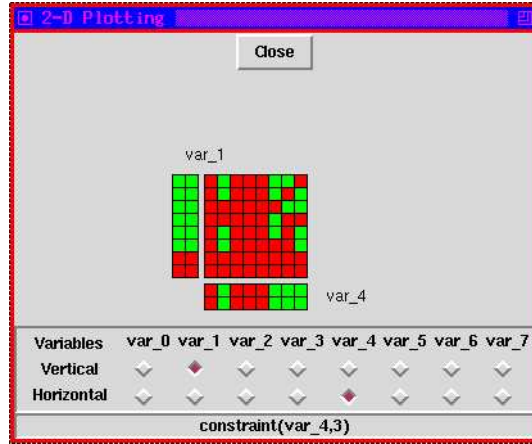 2-D Plotting
Close
var_1
var_4
Variables var_0 var_1 var_2 var_3 var_4 var_5 var_6 var_7
Vertical
Horizontal
constraint(var_4,3)